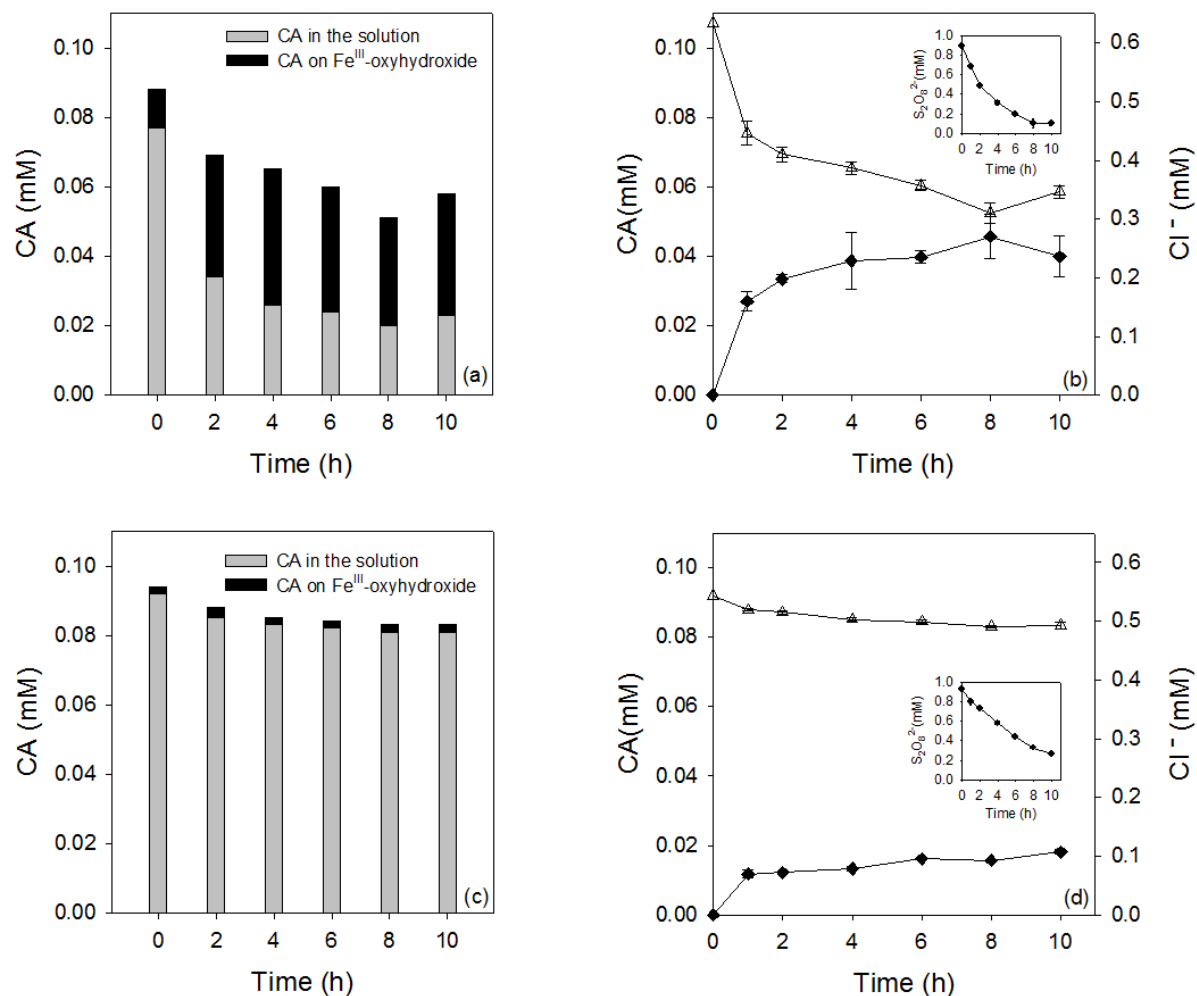 CA in the solution
CA on Feᴵᴵᴵ-oxyhydroxide
CA (mM)
0.10
0.08
0.06
0.04
0.02
0.00
0 2 4 6 8 10
Time (h)
(a)
CA(mM)
0.10
0.08
0.06
0.04
0.02
0.00
0 2 4 6 8 10
Time (h)
Cl⁻ (mM)
0.6
0.5
0.4
0.3
0.2
0.1
0.0
(b)
S₂O₈²⁻(mM)
1.0
0.8
0.6
0.4
0.2
0.0
0 2 4 6 8 10
Time (h)
CA in the solution
CA on Feᴵᴵᴵ-oxyhydroxide
CA (mM)
0.10
0.08
0.06
0.04
0.02
0.00
0 2 4 6 8 10
Time (h)
(c)
CA(mM)
0.10
0.08
0.06
0.04
0.02
0.00
0 2 4 6 8 10
Time (h)
Cl⁻ (mM)
0.6
0.5
0.4
0.3
0.2
0.1
0.0
(d)
S₂O₈²⁻(mM)
1.0
0.8
0.6
0.4
0.2
0.0
0 2 4 6 8 10
Time (h)